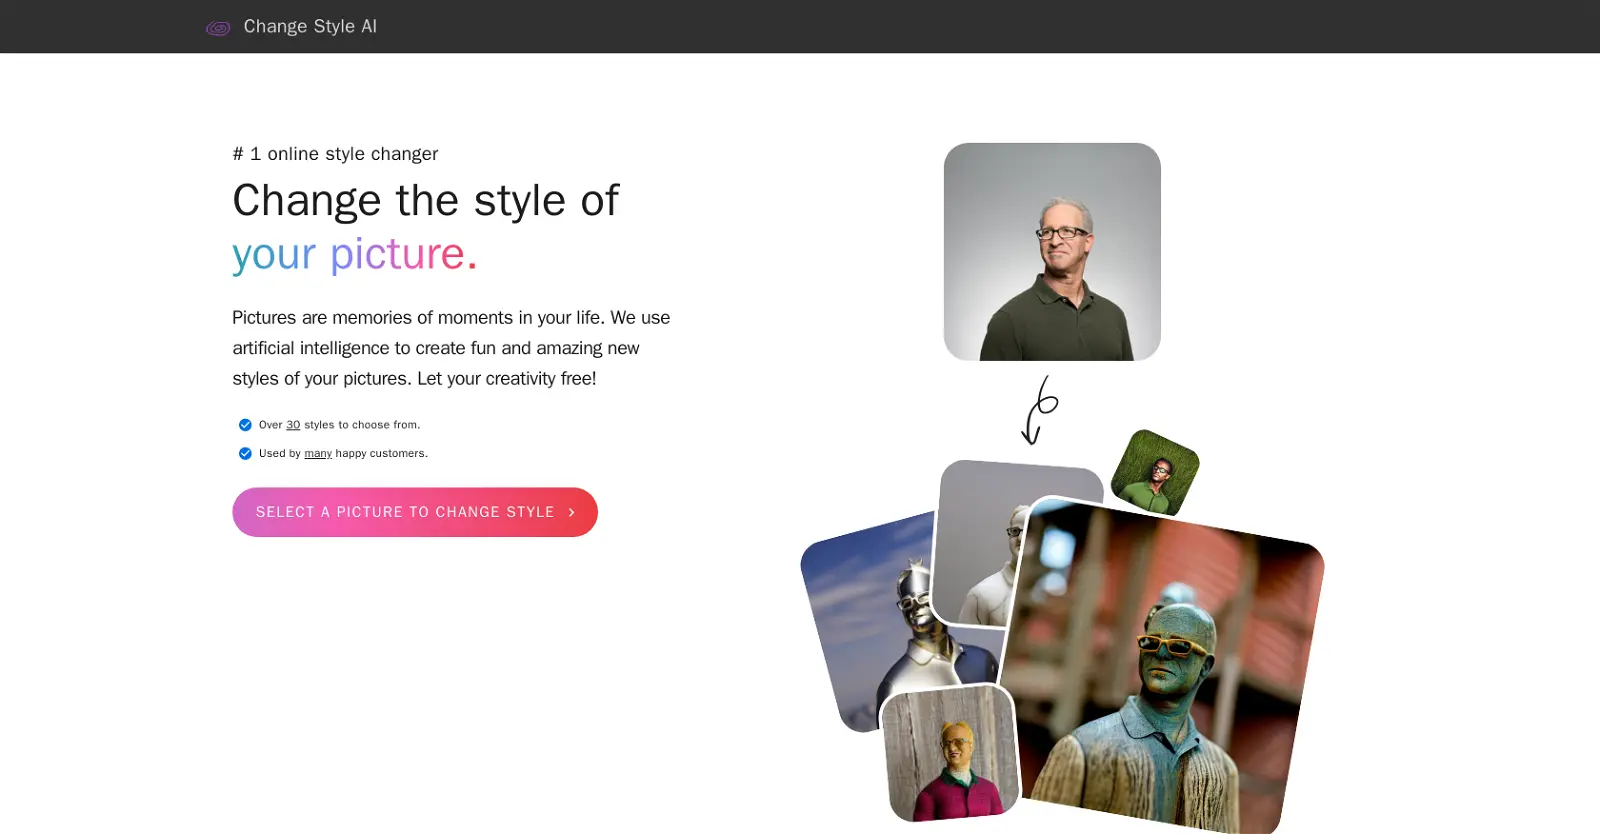 Change Style AI
# 1 online style changer
Change the style of
your picture.
Pictures are memories of moments in your life. We use
artificial intelligence to create fun and amazing new
styles of your pictures. Let your creativity free!
Over 30 styles to choose from.
Used by many happy customers.
SELECT A PICTURE TO CHANGE STYLE